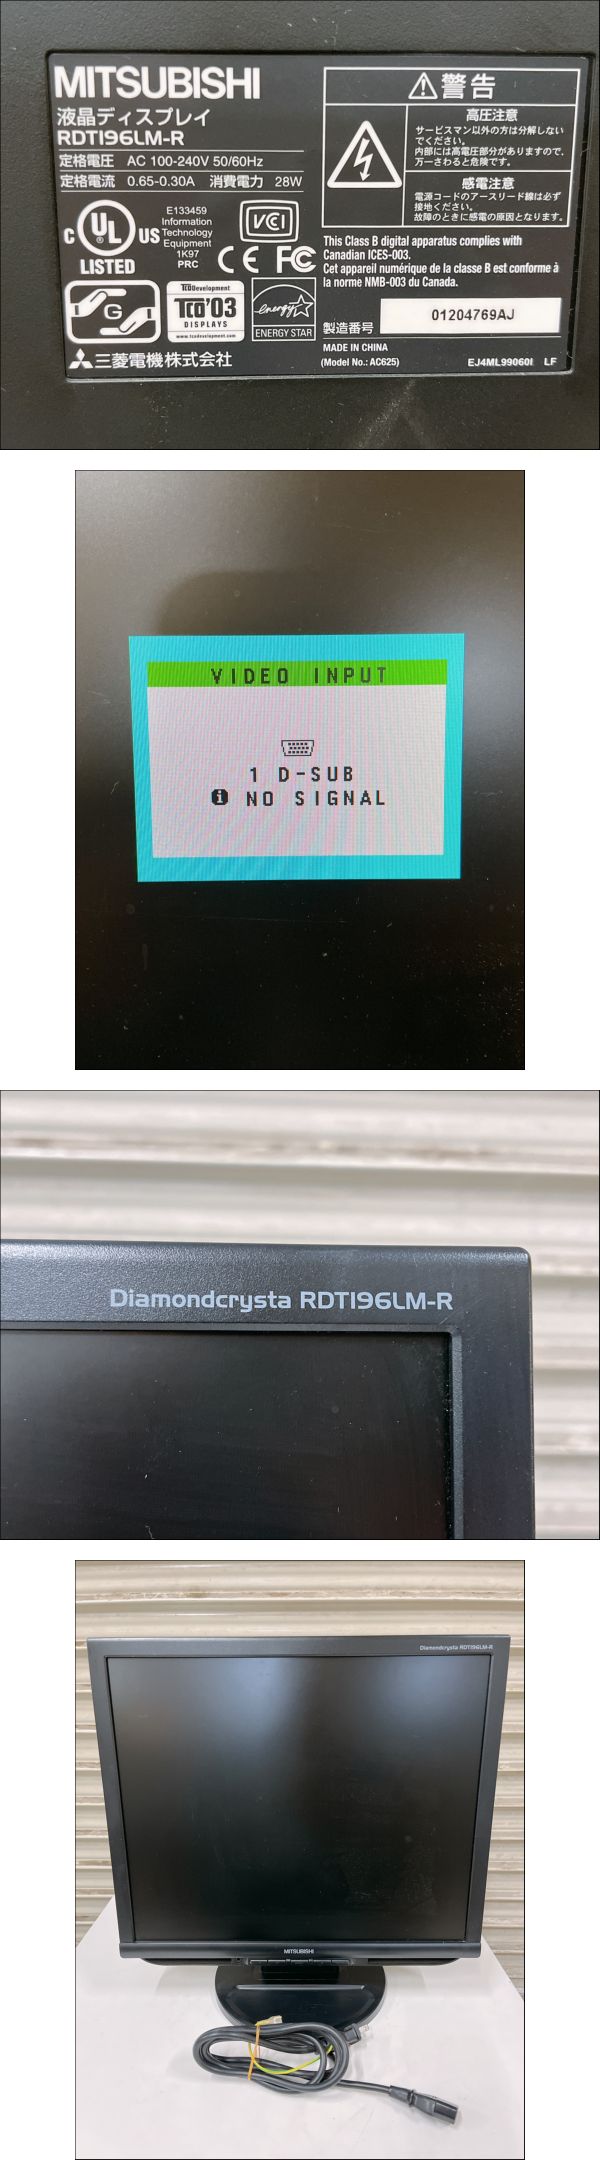 MITSUBISHI
液晶ディスプレイ
RDT196LM-R
定格電圧 AC 100-240V 50/60Hz
定格電流 0.65-0.30A 消費電力 28W
C UL US
LISTED
E133459
Information
Technology
Equipment
1K97
PRC
VCCI
CE FC
G
TCO Development
TCO'03
DISPLAYS
www.tcodevelopment.com
energy
ENERGY STAR
三菱電機株式会社
警告
高圧注意
サービスマン以外の方は分解しない
でください。
内部には高電圧部分がありますので、
万一さわると危険です。
感電注意
電源コードのアースリード線は必ず
接地ください。
故障のときに感電の原因となります。
This Class B digital apparatus complies with
Canadian ICES-003.
Cet appareil numérique de la classe B est conforme à
la norme NMB-003 du Canada.
製造番号 01204769AJ
MADE IN CHINA
(Model No.: AC625) EJ4ML99060I LF
VIDEO INPUT
1 D-SUB
i NO SIGNAL
Diamondcrysta RDT196LM-R
Diamondcrysta RDT196LM-R
MITSUBISHI